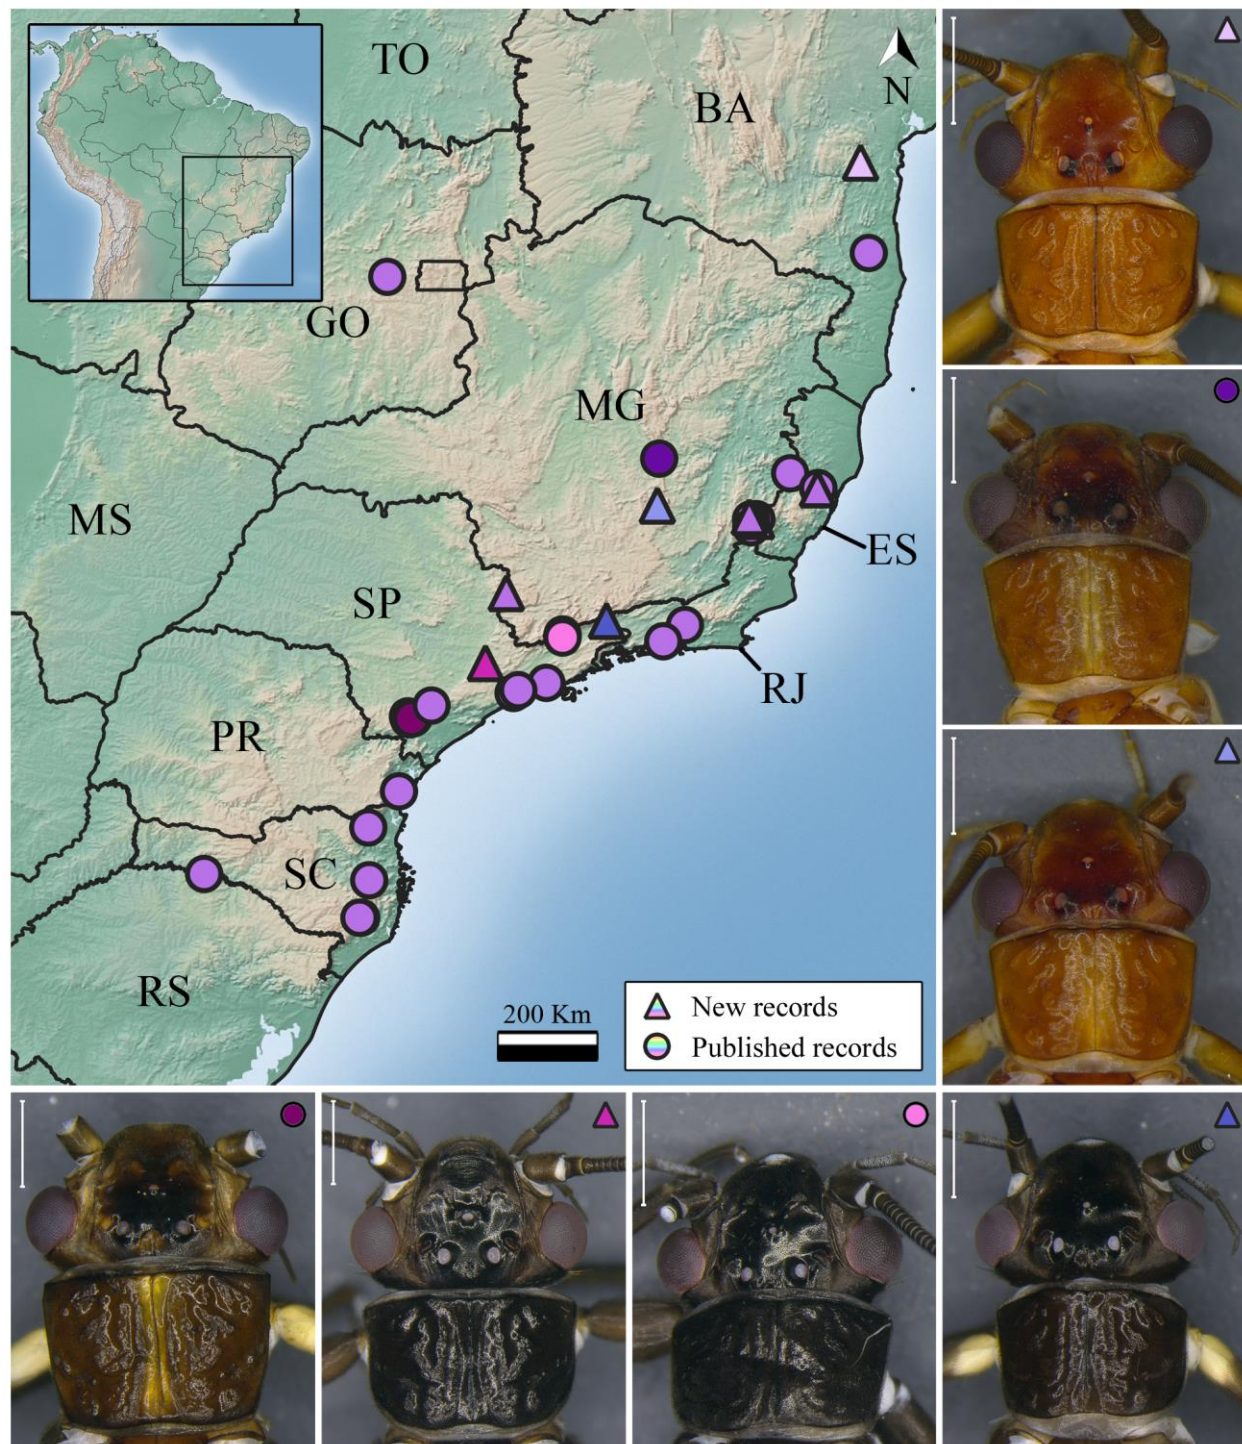 TO
BA
N
GO
MG
MS
ES
SP
RJ
PR
SC
RS
200 Km
New records
Published records